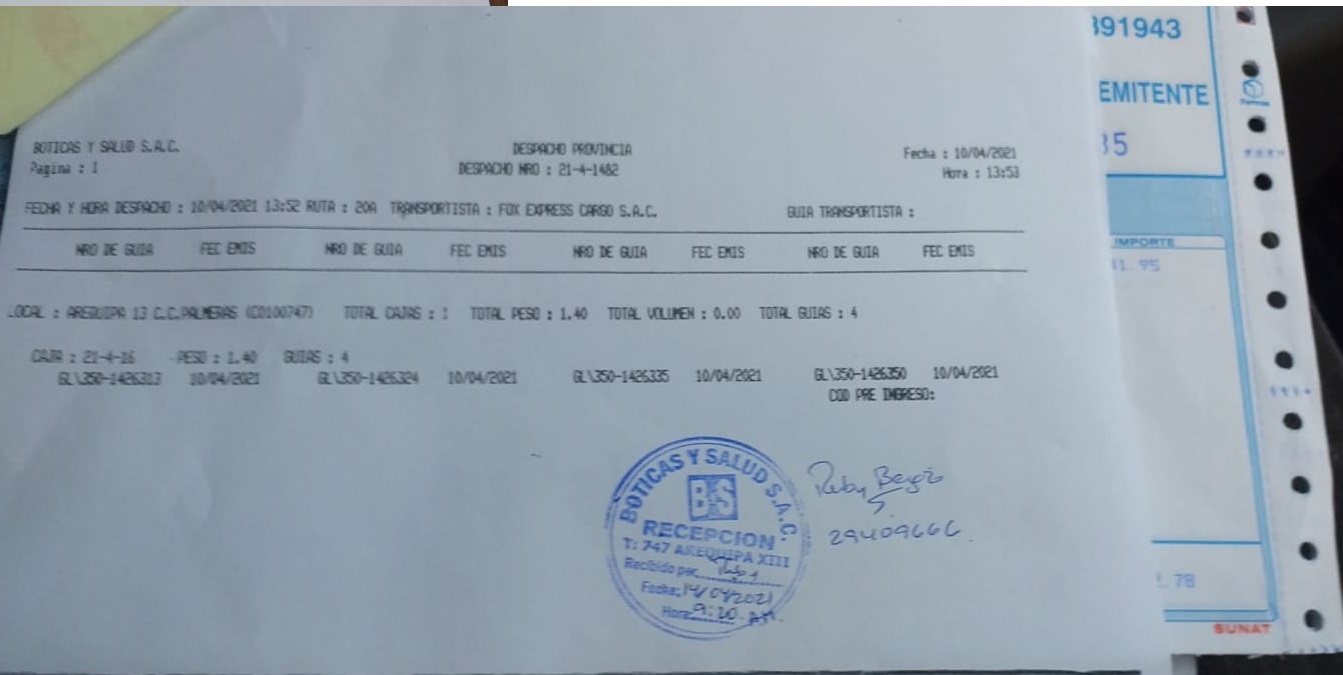 BOTICAS Y SALUD S.A.C. DESPACHO PROVINCIA Fecha : 10/04/2021
Pagina : 1 DESPACHO NRO : 21-4-1482 Hora : 13:53
FECHA Y HORA DESPACHO : 10/04/2021 13:52 RUTA : 20A TRANSPORTISTA : FOX EXPRESS CARGO S.A.C. GUIA TRANSPORTISTA :
NRO DE GUIA FEC EMIS NRO DE GUIA FEC EMIS NRO DE GUIA FEC EMIS NRO DE GUIA FEC EMIS
LOCAL : AREQUIPA 13 C.C.PALMERAS (C0100747) TOTAL CAJAS : 1 TOTAL PESO : 1.40 TOTAL VOLUMEN : 0.00 TOTAL GUIAS : 4
CAJA : 21-4-16 PESO : 1.40 GUIAS : 4
GL\350-1426313 10/04/2021 GL\350-1426324 10/04/2021 GL\350-1426335 10/04/2021 GL\350-1426350 10/04/2021
COD PRE INGRESO:
BOTICAS Y SALUD S.A.C.
BS
RECEPCION
T: 747 AREQUIPA XIII
Recibido por: Ruby
Fecha: 14/04/2021
Hora: 9:20 AM.
Ruby
29409666.
391943
EMITENTE
35
IMPORTE
1.95
.78
SUNAT